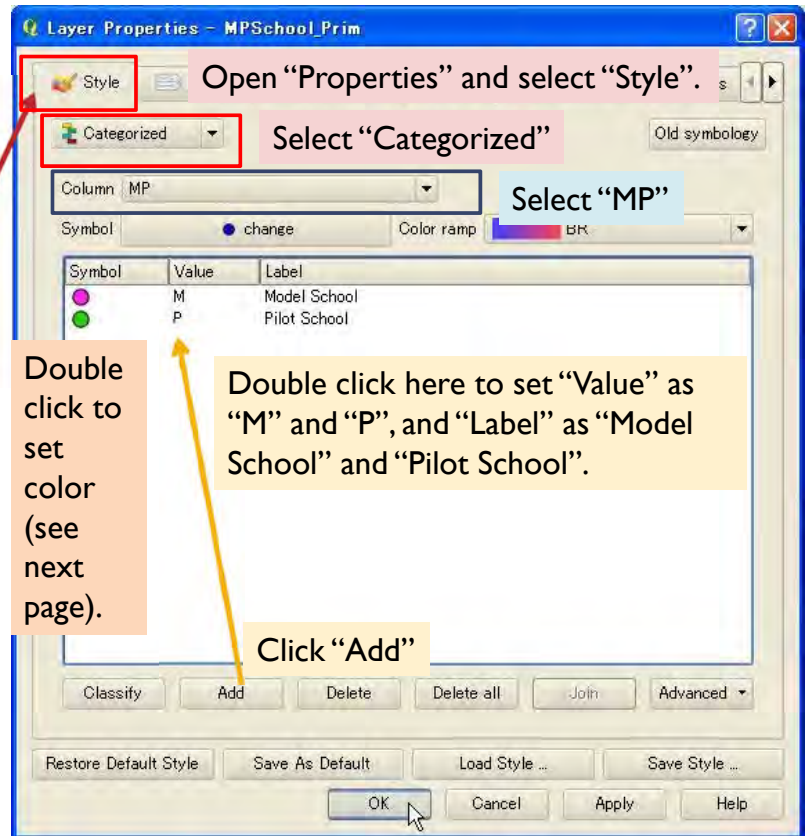 Layer Properties - MPSchool_Prim
Style
Open “Properties” and select “Style”.
s
Categorized
Select “Categorized”
Old symbology
Column MP
Select “MP”
Symbol
change
Color ramp
BR
Symbol Value Label
M Model School
P Pilot School
Double
click to
set
color
(see
next
page).
Double click here to set “Value” as
“M” and “P”, and “Label” as “Model
School” and “Pilot School”.
Click “Add”
Classify Add Delete Delete all Join Advanced
Restore Default Style Save As Default Load Style ... Save Style ...
OK Cancel Apply Help